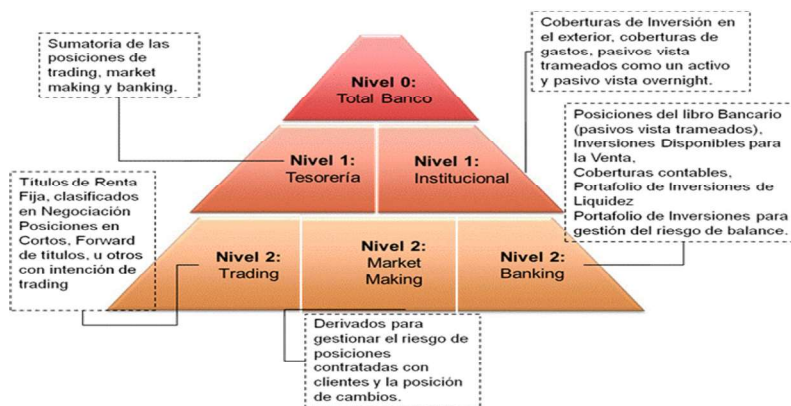 Sumatoria de las
posiciones de
trading, market
making y banking.
Coberturas de Inversión en
el exterior, coberturas de
gastos, pasivos vista
trameados como un activo
y pasivo vista overnight.
Nivel 0:
Total Banco
Nivel 1:
Tesorería
Nivel 1:
Institucional
Posiciones del libro Bancario
(pasivos vista trameados),
Inversiones Disponibles para
la Venta,
Coberturas contables,
Portafolio de Inversiones de
Liquidez
Portafolio de Inversiones para
gestión del riesgo de balance.
Títulos de Renta
Fija, clasificados
en Negociación
Posiciones en
Cortos, Forward
de títulos, u otros
con intención de
trading
Nivel 2:
Trading
Nivel 2:
Market
Making
Nivel 2:
Banking
Derivados para
gestionar el riesgo de
posiciones
contratadas con
clientes y la posición
de cambios.